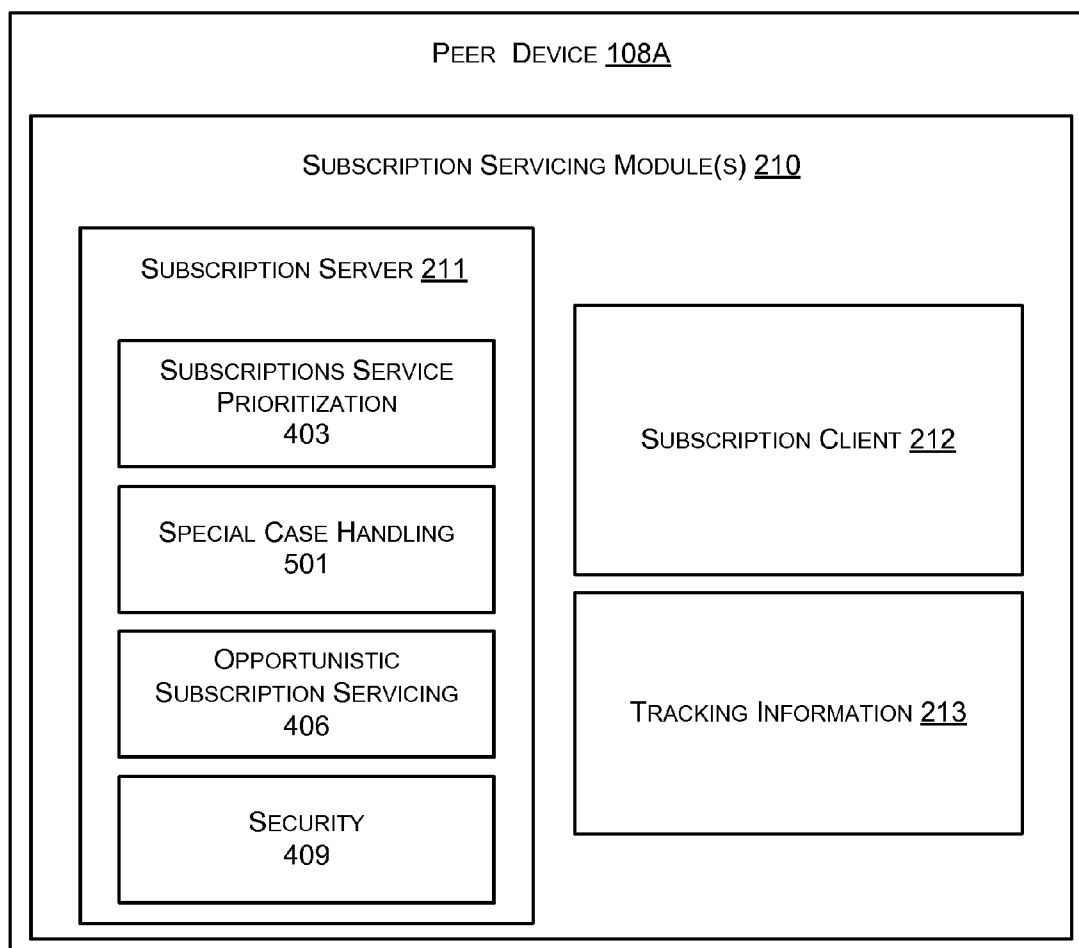 PEER DEVICE 108A
SUBSCRIPTION SERVICING MODULE(S) 210
SUBSCRIPTION SERVER 211
SUBSCRIPTIONS SERVICE
PRIORITIZATION
403
SPECIAL CASE HANDLING
501
OPPORTUNISTIC
SUBSCRIPTION SERVICING
406
SECURITY
409
SUBSCRIPTION CLIENT 212
TRACKING INFORMATION 213